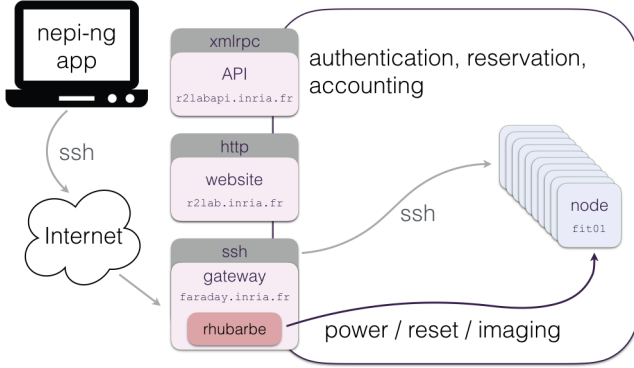 nepi-ng
app
ssh
Internet
xmlrpc
API
r2labapi.inria.fr
authentication, reservation,
accounting
http
website
r2lab.inria.fr
ssh
gateway
faraday.inria.fr
rhubarbe
ssh
node
fit01
power / reset / imaging